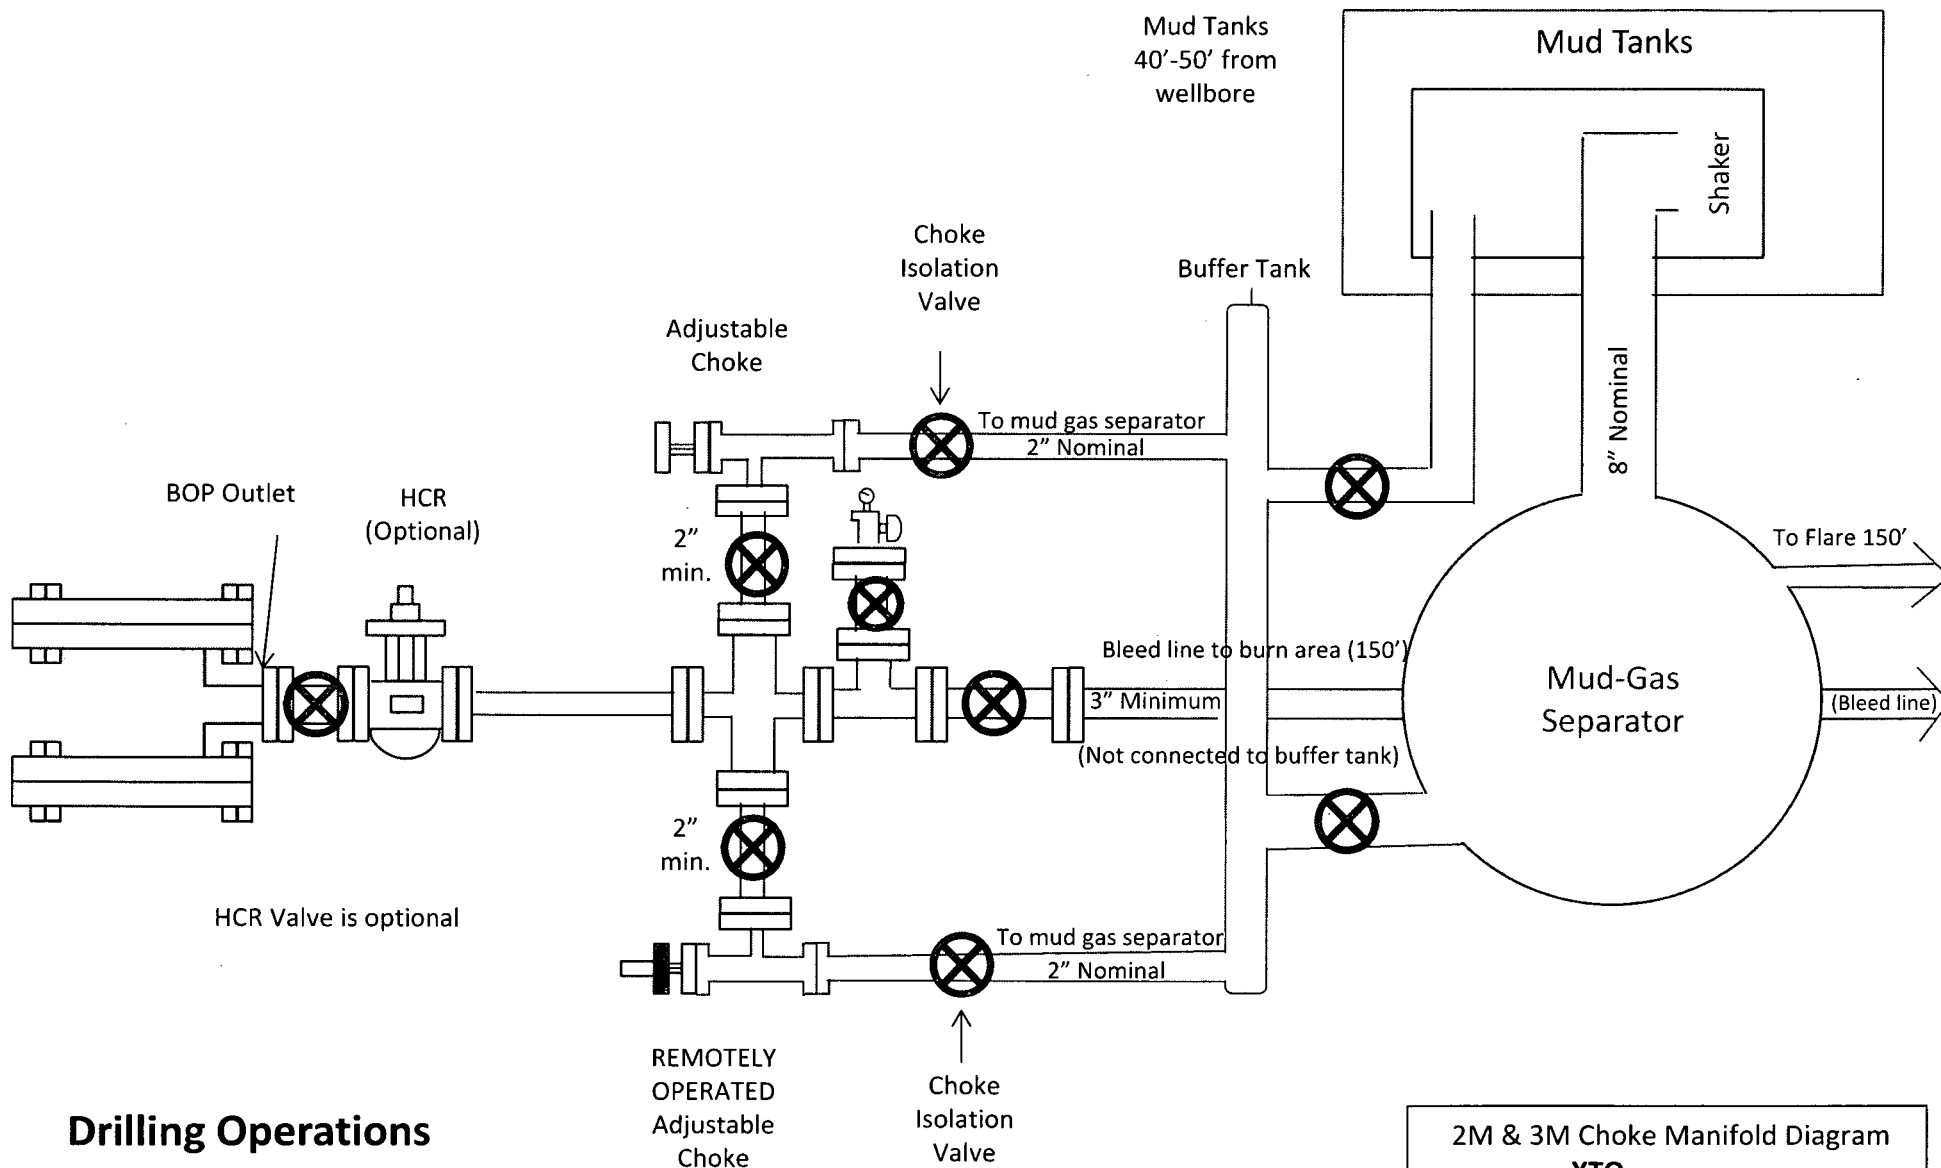 Mud Tanks
40’-50’ from
wellbore
Mud Tanks
Shaker
Choke
Isolation
Valve
Buffer Tank
Adjustable
Choke
8” Nominal
To mud gas separator
2” Nominal
BOP Outlet
HCR
(Optional)
2”
min.
To Flare 150’
Bleed line to burn area (150’)
3” Minimum
(Not connected to buffer tank)
Mud-Gas
Separator
(Bleed line)
2”
min.
HCR Valve is optional
To mud gas separator
2” Nominal
REMOTELY
OPERATED
Adjustable
Choke
Choke
Isolation
Valve
Drilling Operations
2M & 3M Choke Manifold Diagram
XTO